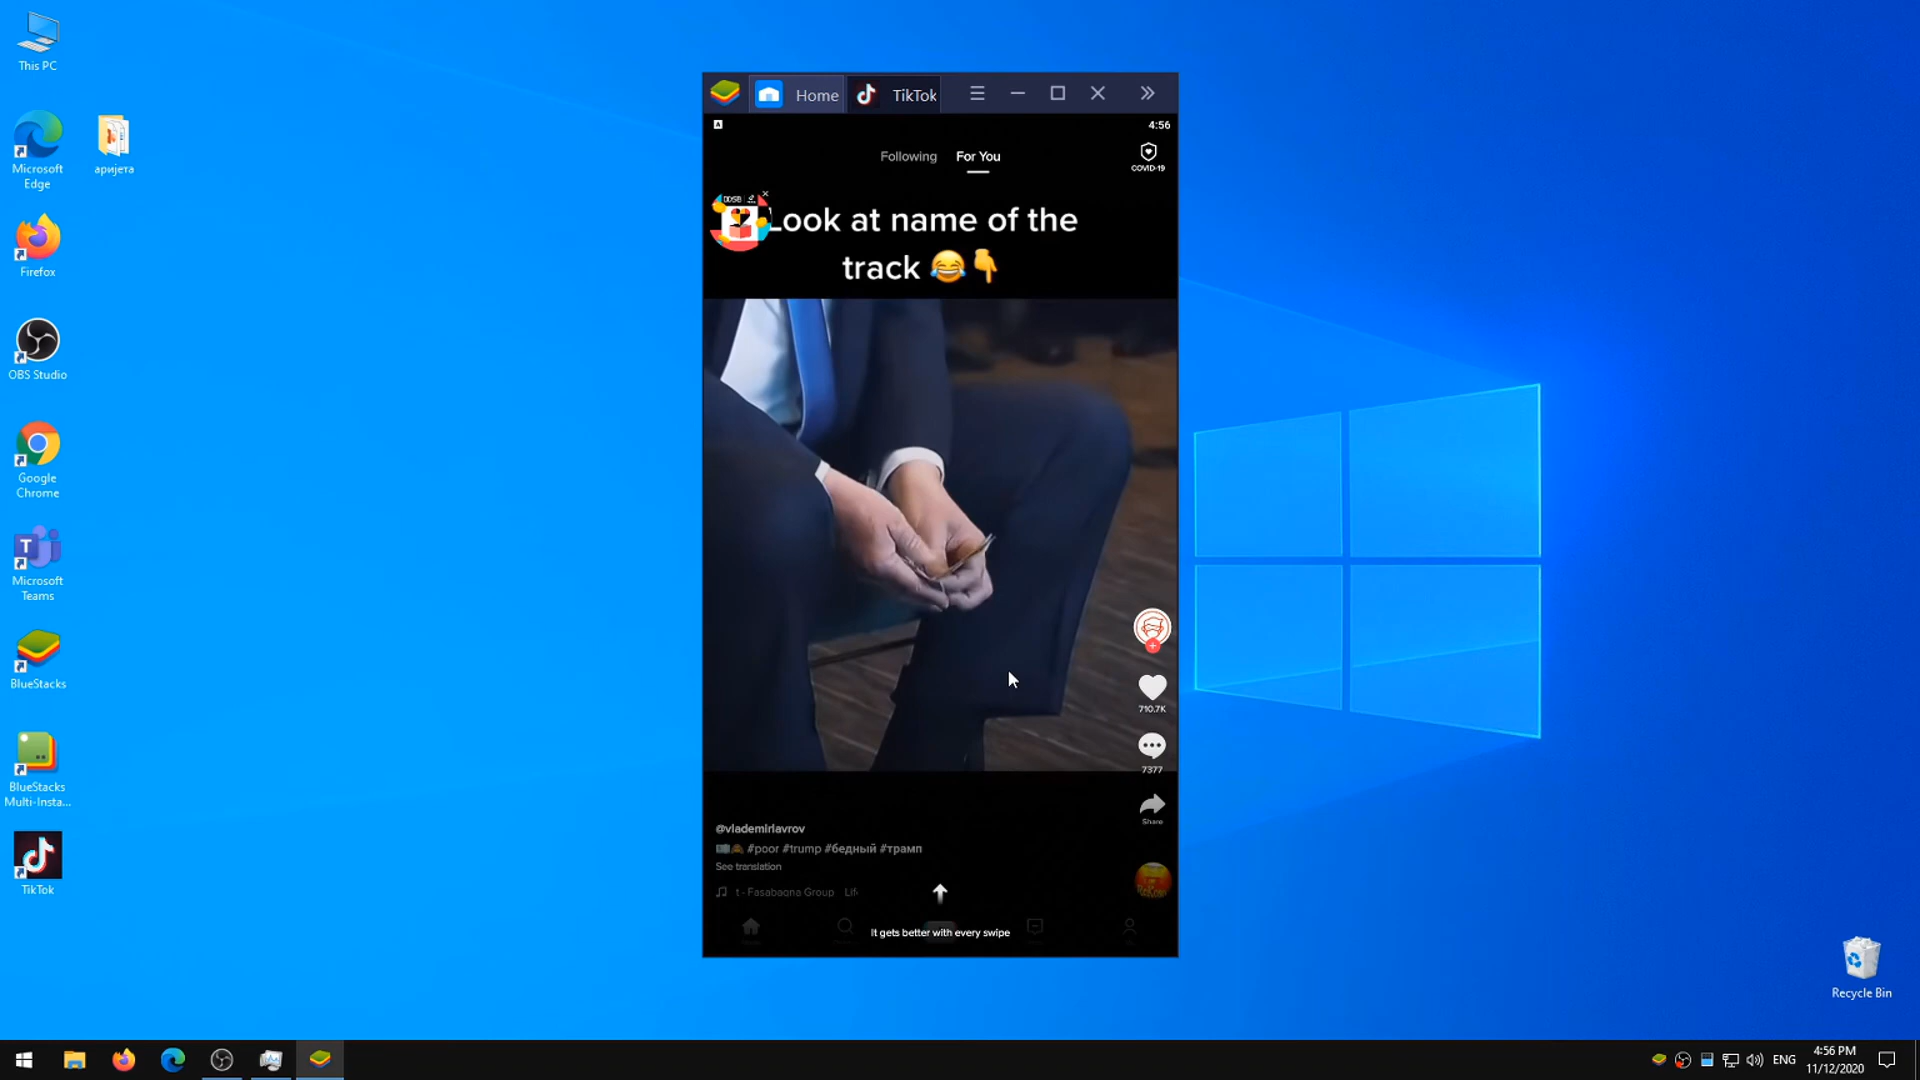 This PC
Microsoft
Edge
аријета
Firefox
OBS Studio
Google
Chrome
Microsoft
Teams
BlueStacks
BlueStacks
Multi-Insta...
TikTok
Home
TikTok
4:56
Following
For You
COVID-19
Look at name of the
track 😂👇
710.7K
7377
Share
@vlademirlavrov
#poor #trump #бедный #трамп
See translation
t - Fasabaqna Group
It gets better with every swipe
Recycle Bin
ENG
4:56 PM
11/12/2020